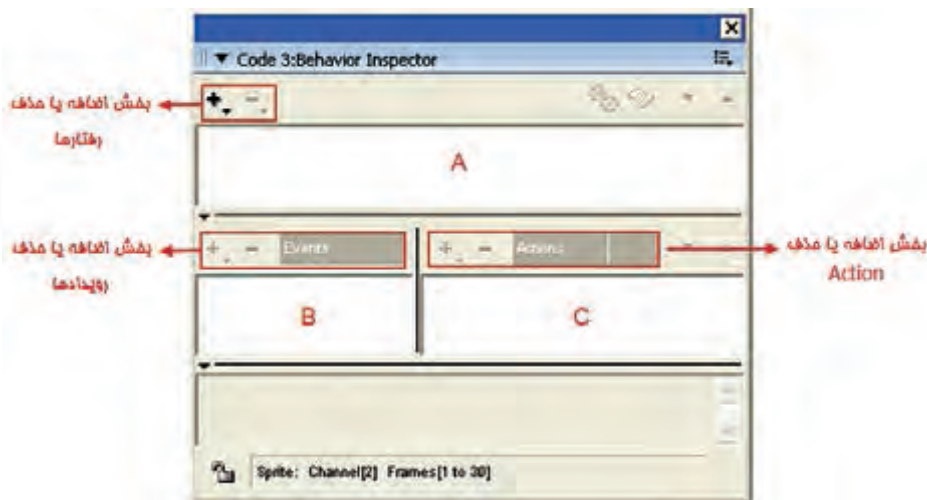 Code 3:Behavior Inspector
بخش اضافه یا حذف
رفتارها
A
بخش اضافه یا حذف
رویدادها
Events
Actions
بخش اضافه یا حذف
Action
B
C
Sprite: Channel[2] Frames[1 to 30]